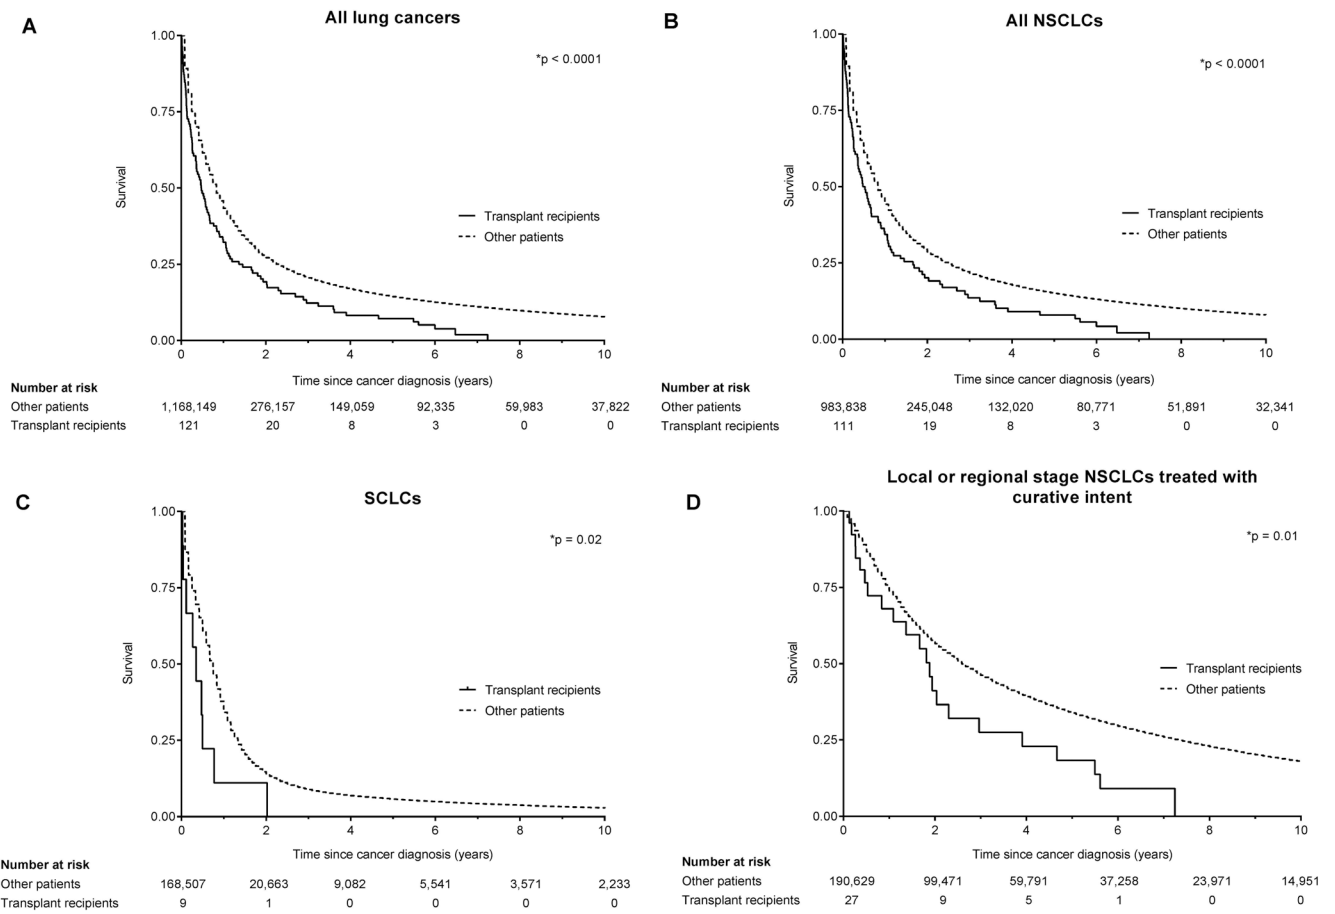 A
All lung cancers
1.00
0.75
0.50
0.25
0.00
Survival
*p < 0.0001
Transplant recipients
Other patients
0 2 4 6 8 10
Time since cancer diagnosis (years)
Number at risk
Other patients 1,168,149 276,157 149,059 92,335 59,983 37,822
Transplant recipients 121 20 8 3 0 0
B
All NSCLCs
1.00
0.75
0.50
0.25
0.00
Survival
*p < 0.0001
Transplant recipients
Other patients
0 2 4 6 8 10
Time since cancer diagnosis (years)
Number at risk
Other patients 983,838 245,048 132,020 80,771 51,891 32,341
Transplant recipients 111 19 8 3 0 0
C
SCLCs
1.00
0.75
0.50
0.25
0.00
Survival
*p = 0.02
Transplant recipients
Other patients
0 2 4 6 8 10
Time since cancer diagnosis (years)
Number at risk
Other patients 168,507 20,663 9,082 5,541 3,571 2,233
Transplant recipients 9 1 0 0 0 0
D
Local or regional stage NSCLCs treated with
curative intent
1.00
0.75
0.50
0.25
0.00
Survival
*p = 0.01
Transplant recipients
Other patients
0 2 4 6 8 10
Time since cancer diagnosis (years)
Number at risk
Other patients 190,629 99,471 59,791 37,258 23,971 14,951
Transplant recipients 27 9 5 1 0 0